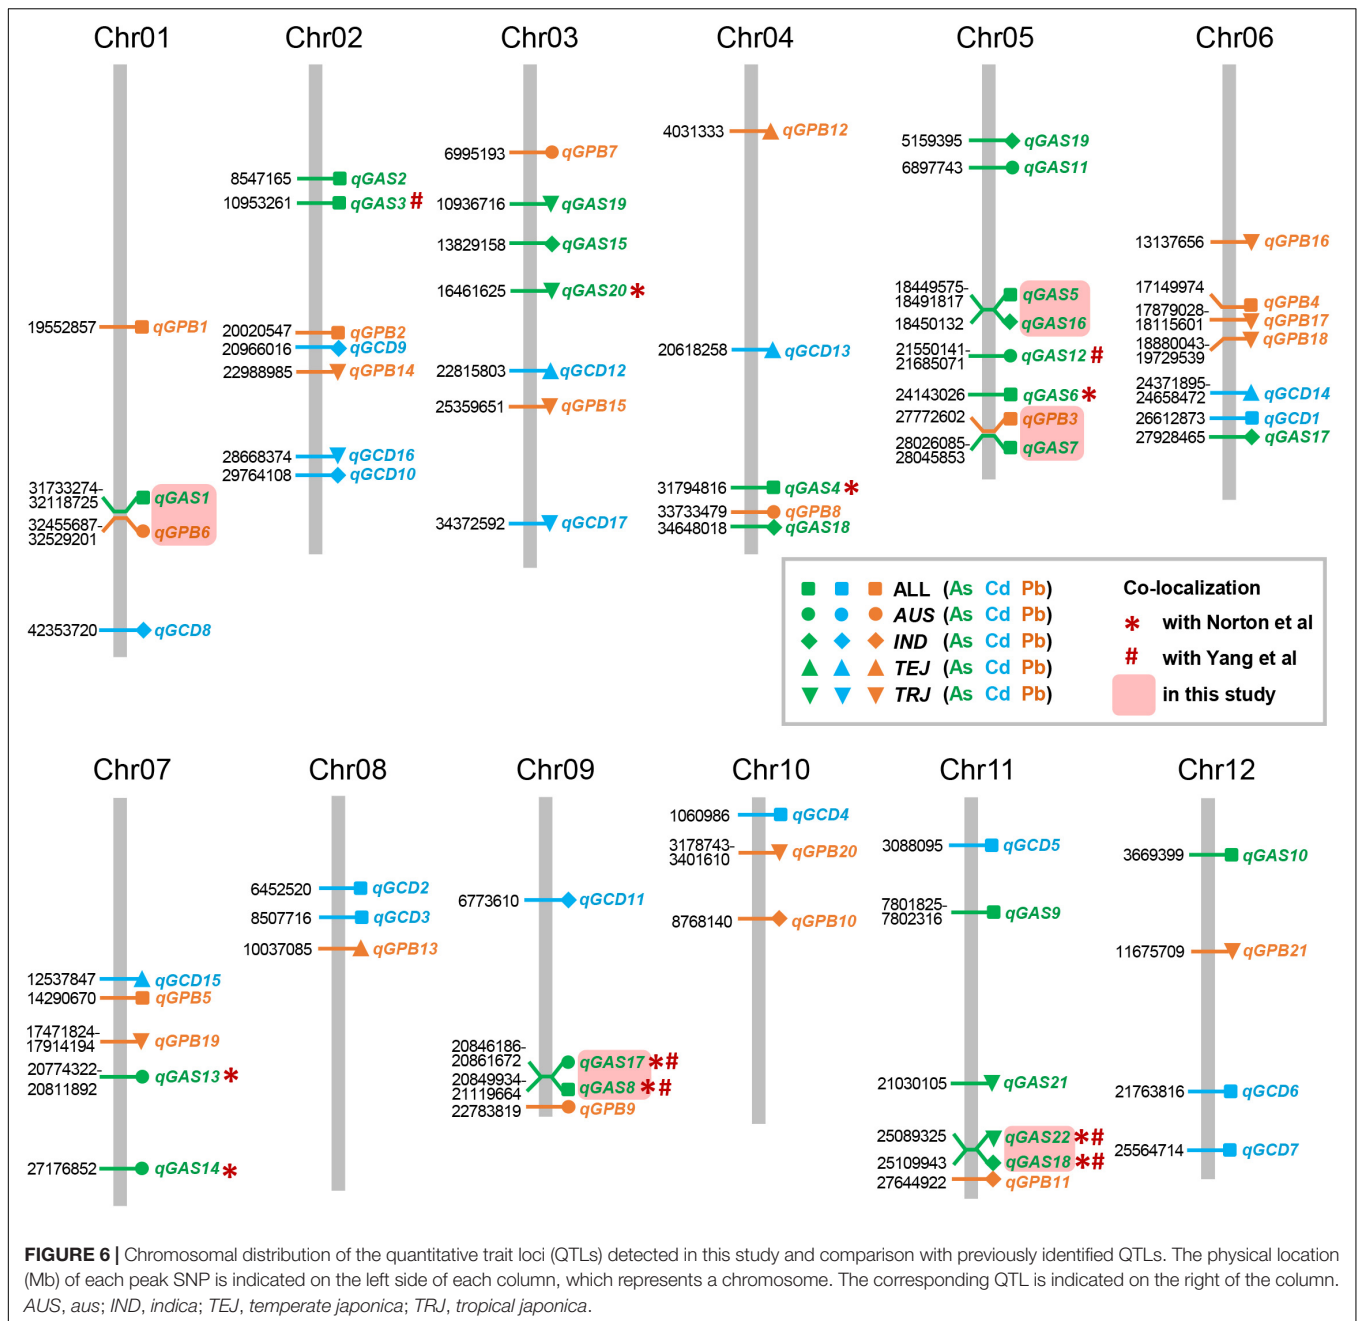 Chr01
Chr02
Chr03
Chr04
Chr05
Chr06
19552857 qGPB1
31733274-
32118725 qGAS1
32455687-
32529201 qGPB6
42353720 qGCD8
8547165 qGAS2
10953261 qGAS3 #
20020547 qGPB2
20966016 qGCD9
22988985 qGPB14
28668374 qGCD16
29764108 qGCD10
6995193 qGPB7
10936716 qGAS19
13829158 qGAS15
16461625 qGAS20 *
22815803 qGCD12
25359651 qGPB15
34372592 qGCD17
4031333 qGPB12
20618258 qGCD13
31794816 qGAS4 *
33733479 qGPB8
34648018 qGAS18
5159395 qGAS19
6897743 qGAS11
18449575-
18491817 qGAS5
18450132 qGAS16
21550141-
21685071 qGAS12 #
24143026 qGAS6 *
27772602 qGPB3
28026085-
28045853 qGAS7
13137656 qGPB16
17149974 qGPB4
17879028-
18115601 qGPB17
18880043-
19729539 qGPB18
24371895-
24658472 qGCD14
26612873 qGCD1
27928465 qGAS17
ALL (As Cd Pb)
AUS (As Cd Pb)
IND (As Cd Pb)
TEJ (As Cd Pb)
TRJ (As Cd Pb)
Co-localization
* with Norton et al
# with Yang et al
in this study
Chr07
Chr08
Chr09
Chr10
Chr11
Chr12
12537847 qGCD15
14290670 qGPB5
17471824-
17914194 qGPB19
20774322-
20811892 qGAS13 *
27176852 qGAS14 *
6452520 qGCD2
8507716 qGCD3
10037085 qGPB13
6773610 qGCD11
20846186-
20861672 qGAS17 *#
20849934-
21119664 qGAS8 *#
22783819 qGPB9
1060986 qGCD4
3178743-
3401610 qGPB20
8768140 qGPB10
3088095 qGCD5
7801825-
7802316 qGAS9
21030105 qGAS21
25089325 qGAS22 *#
25109943 qGAS18 *#
27644922 qGPB11
3669399 qGAS10
11675709 qGPB21
21763816 qGCD6
25564714 qGCD7
FIGURE 6 | Chromosomal distribution of the quantitative trait loci (QTLs) detected in this study and comparison with previously identified QTLs. The physical location
(Mb) of each peak SNP is indicated on the left side of each column, which represents a chromosome. The corresponding QTL is indicated on the right of the column.
AUS, aus; IND, indica; TEJ, temperate japonica; TRJ, tropical japonica.